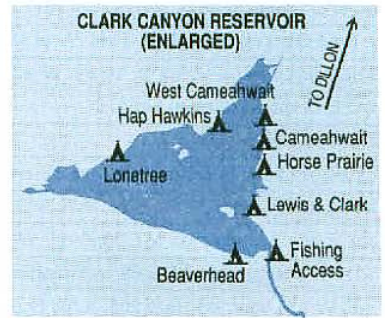 CLARK CANYON RESERVOIR
(ENLARGED)
TO DILLON
West Cameahwait
Hap Hawkins
Cameahwait
Horse Prairie
Lonetree
Lewis & Clark
Fishing
Access
Beaverhead